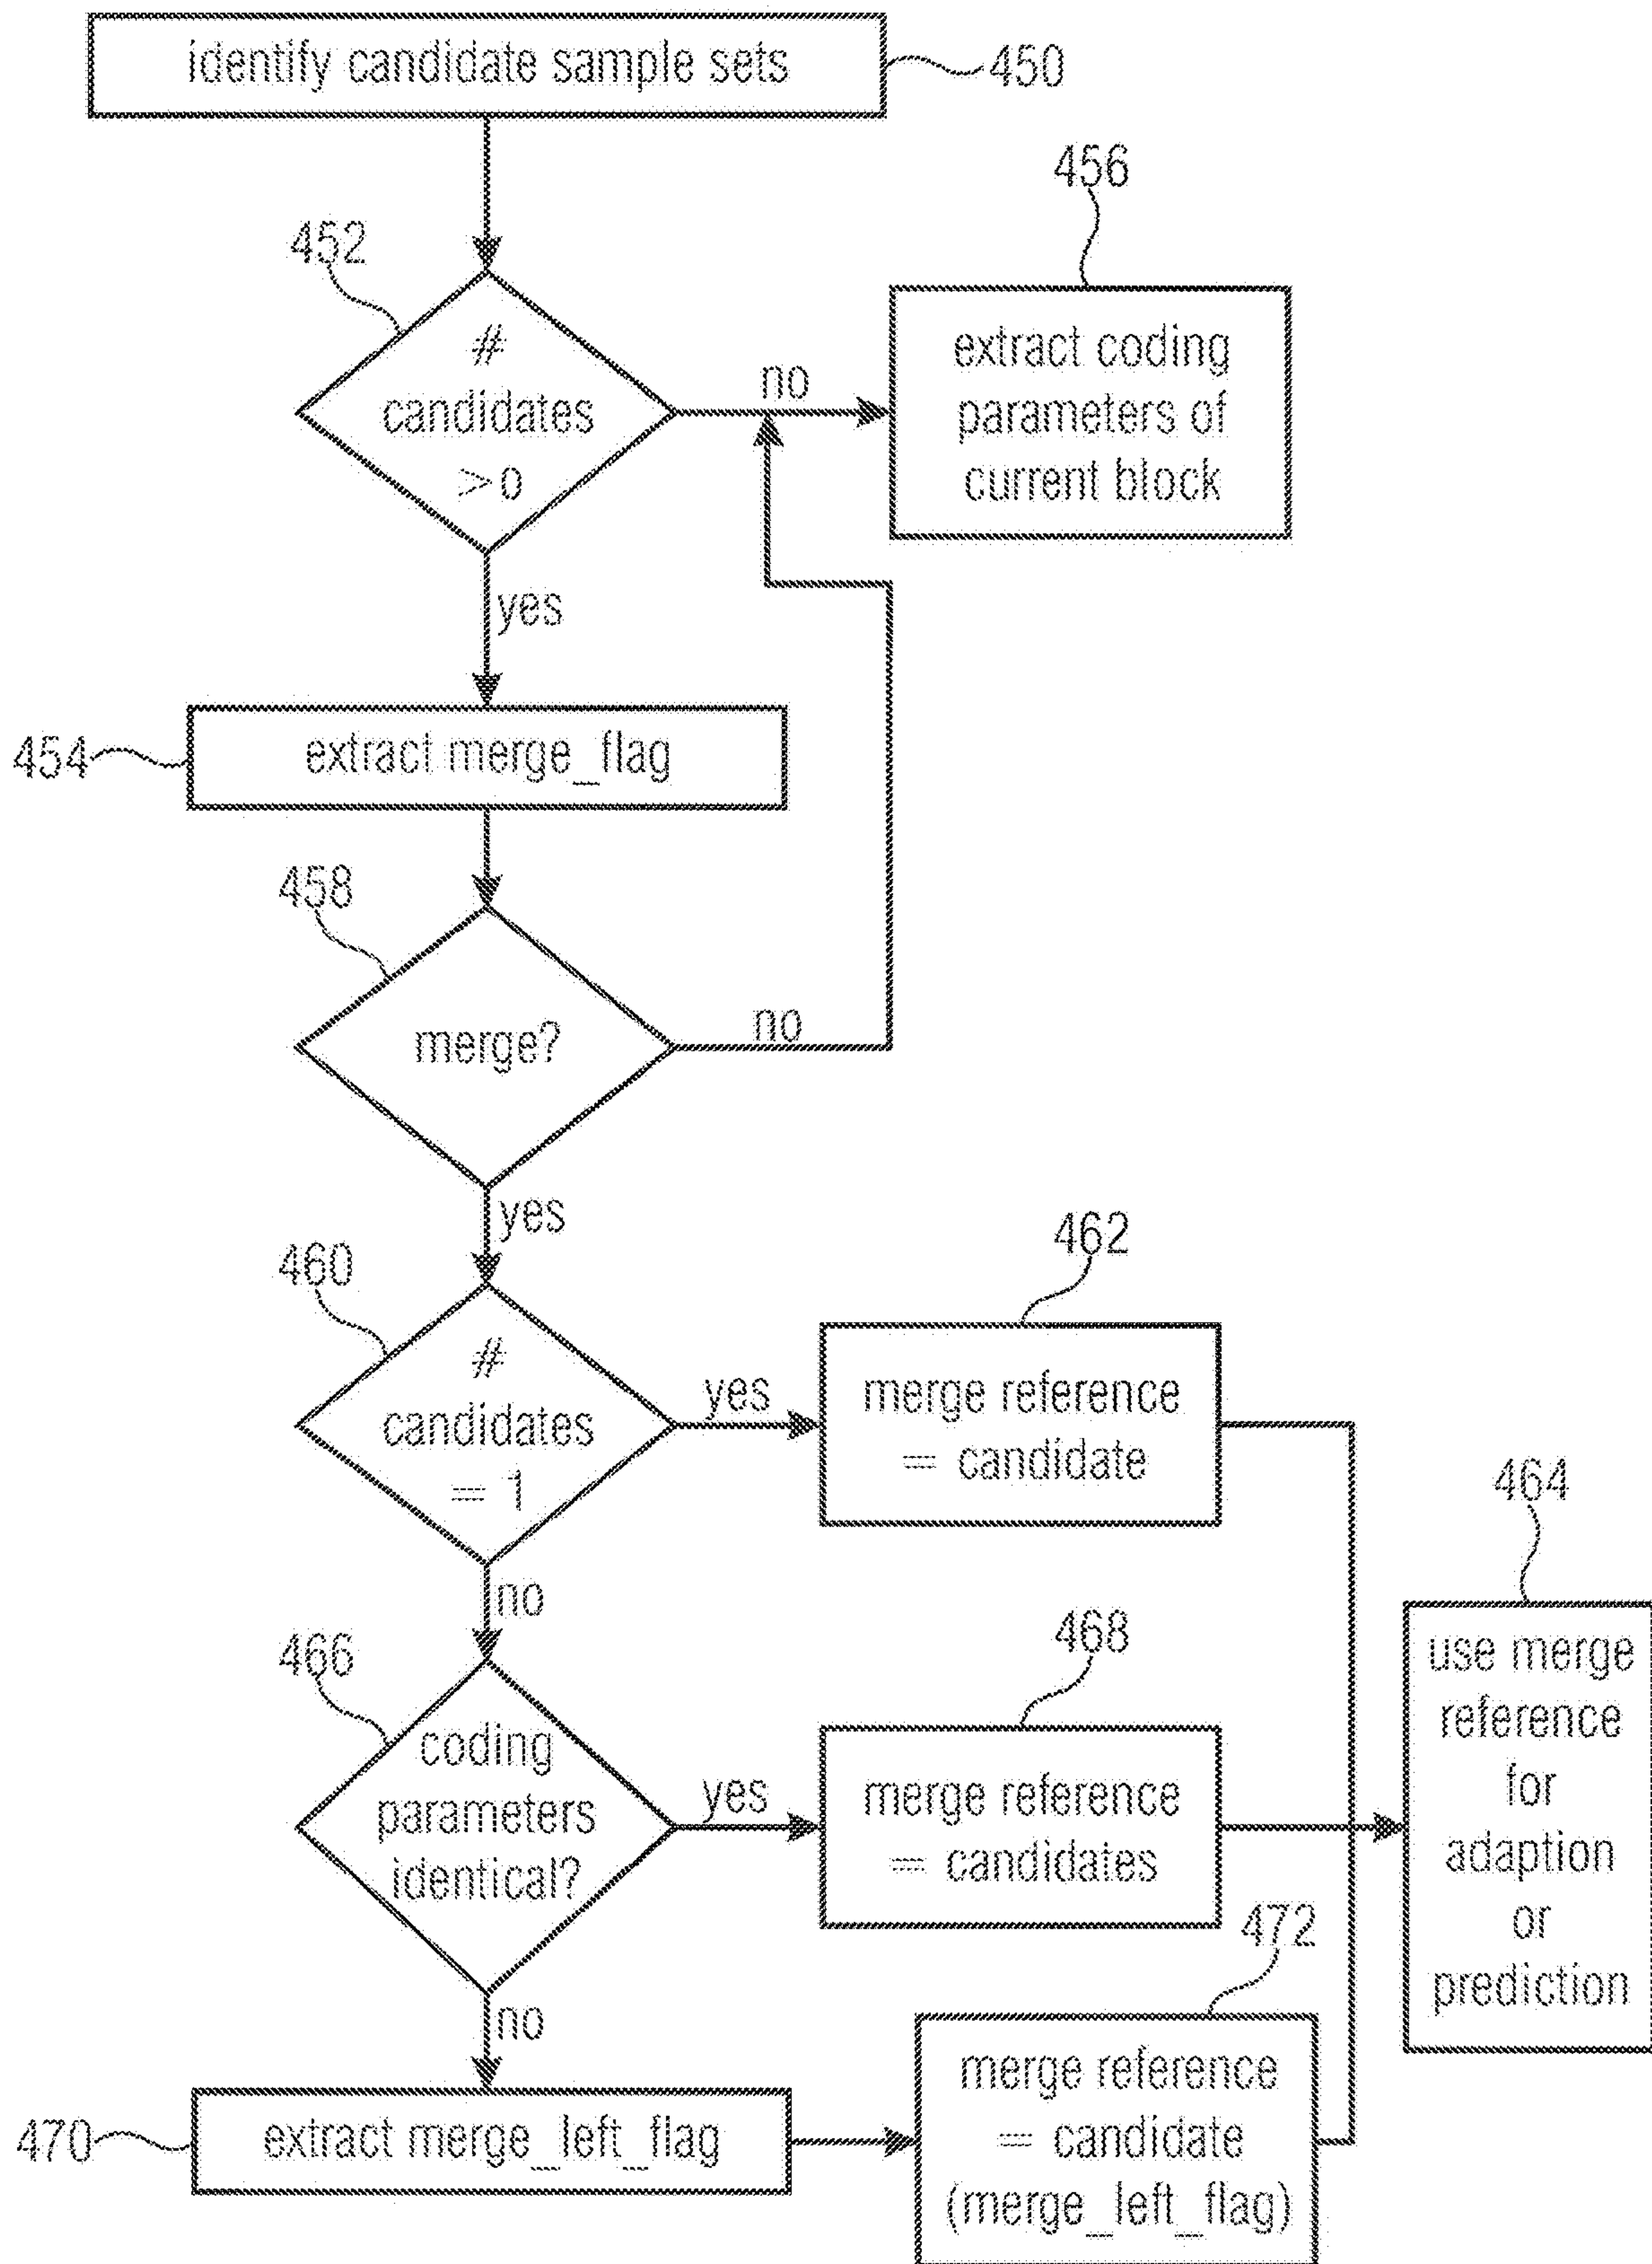 identify candidate sample sets
450
456
452
#
candidates
>o
no
extract coding
parameters of
current block
yes
454
extract merge_flag
458
merge?
no
yes
460
#
candidates
= 1
yes
462
merge reference
= candidate
no
464
466
coding
parameters
identical?
yes
468
merge reference
= candidates
use merge
reference
for
adaption
or
prediction
no
472
470
extract merge_left_flag
merge reference
= candidate
(merge_left_flag)